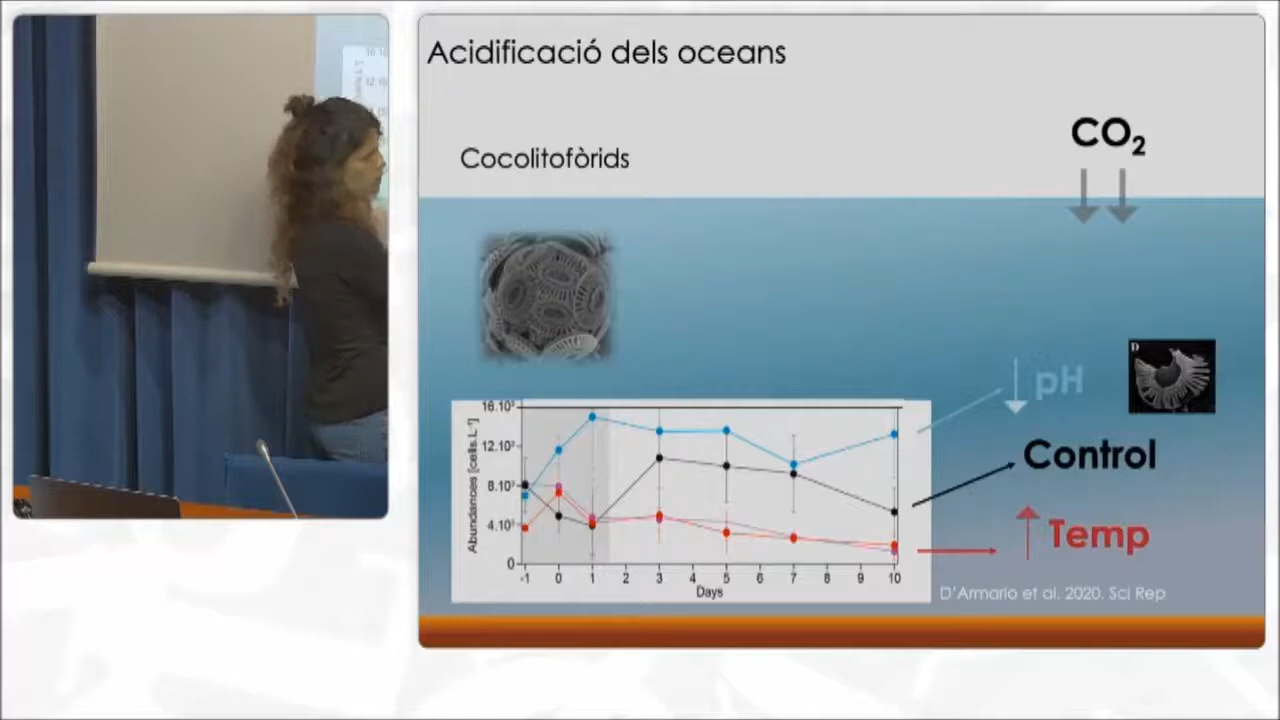 Acidificació dels oceans
CO2
Cocolitofòrids
D
pH
Control
Temp
16.10³
12.10³
8.10³
4.10³
0
Abundances [cells.L⁻¹]
-1 0 1 2 3 4 5 6 7 8 9 10
Days
D'Armario et al. 2020. Sci Rep